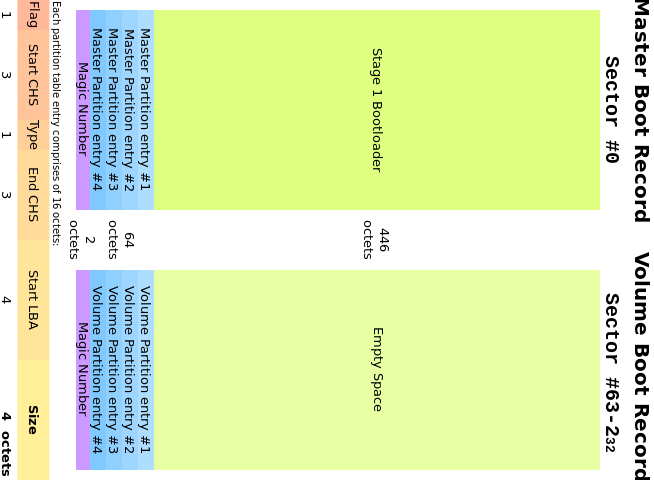 Master Boot Record
Volume Boot Record
Sector #0
Sector #63-2³²
Stage 1 Bootloader
446
octets
Empty Space
Master Partition entry #1
Master Partition entry #2
Master Partition entry #3
Master Partition entry #4
Magic Number
64
octets
2
octets
Volume Partition entry #1
Volume Partition entry #2
Volume Partition entry #3
Volume Partition entry #4
Magic Number
Each partition table entry comprises of 16 octets:
Flag Start CHS Type End CHS Start LBA Size
1 3 1 3 4 4 octets